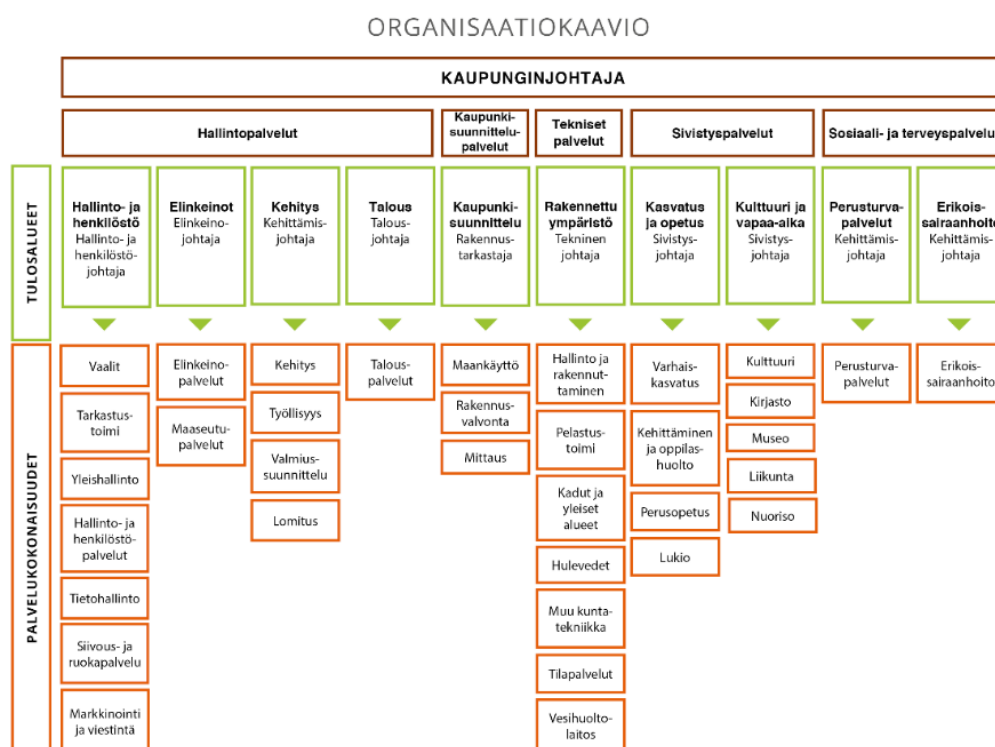 ORGANISAATIOKAAVIO
KAUPUNGINJOHTAJA
Hallintopalvelut
Kaupunki-
suunnittelu-
palvelut
Tekniset
palvelut
Sivistyspalvelut
Sosiaali- ja terveyspalvelu
TULOSALUEET
Hallinto- ja
henkilöstö
Hallinto- ja
henkilöstö-
johtaja
Elinkeinot
Elinkeino-
johtaja
Kehitys
Kehittämis-
johtaja
Talous
Talous-
johtaja
Kaupunki-
suunnittelu
Rakennus-
tarkastaja
Rakennettu
ympäristö
Tekninen
johtaja
Kasvatus
ja opetus
Sivistys-
johtaja
Kulttuuri ja
vapaa-aika
Sivistys-
johtaja
Perusturva-
palvelut
Kehittämis-
johtaja
Erikois-
sairaanhoito
Kehittämis-
johtaja
PALVELUKOKONAISUUDET
Vaalit
Tarkastus-
toimi
Yleishallinto
Hallinto- ja
henkilöstö-
palvelut
Tietohallinto
Siivous- ja
ruokapalvelu
Markkinointi
ja viestintä
Elinkeino-
palvelut
Maaseutu-
palvelut
Kehitys
Työllisyys
Valmius-
suunnittelu
Lomitus
Talous-
palvelut
Maankäyttö
Rakennus-
valvonta
Mittaus
Hallinto ja
rakennut-
taminen
Pelastus-
toimi
Kadut ja
yleiset
alueet
Hulevedet
Muu kunta-
tekniikka
Tilapalvelut
Vesihuolto-
laitos
Varhais-
kasvatus
Kehittäminen
ja oppilas-
huolto
Perusopetus
Lukio
Kulttuuri
Kirjasto
Museo
Liikunta
Nuoriso
Perusturva-
palvelut
Erikois-
sairaanhoito